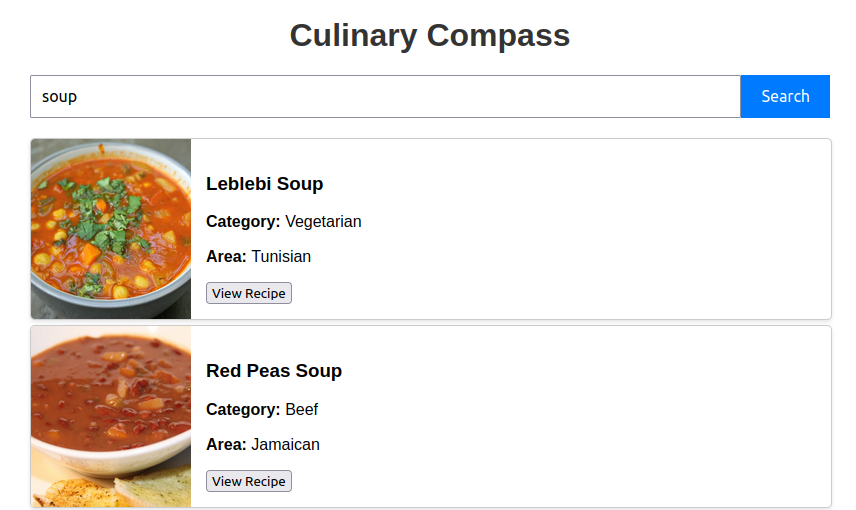 Culinary Compass
soup
Search
Leblebi Soup
Category: Vegetarian
Area: Tunisian
View Recipe
Red Peas Soup
Category: Beef
Area: Jamaican
View Recipe